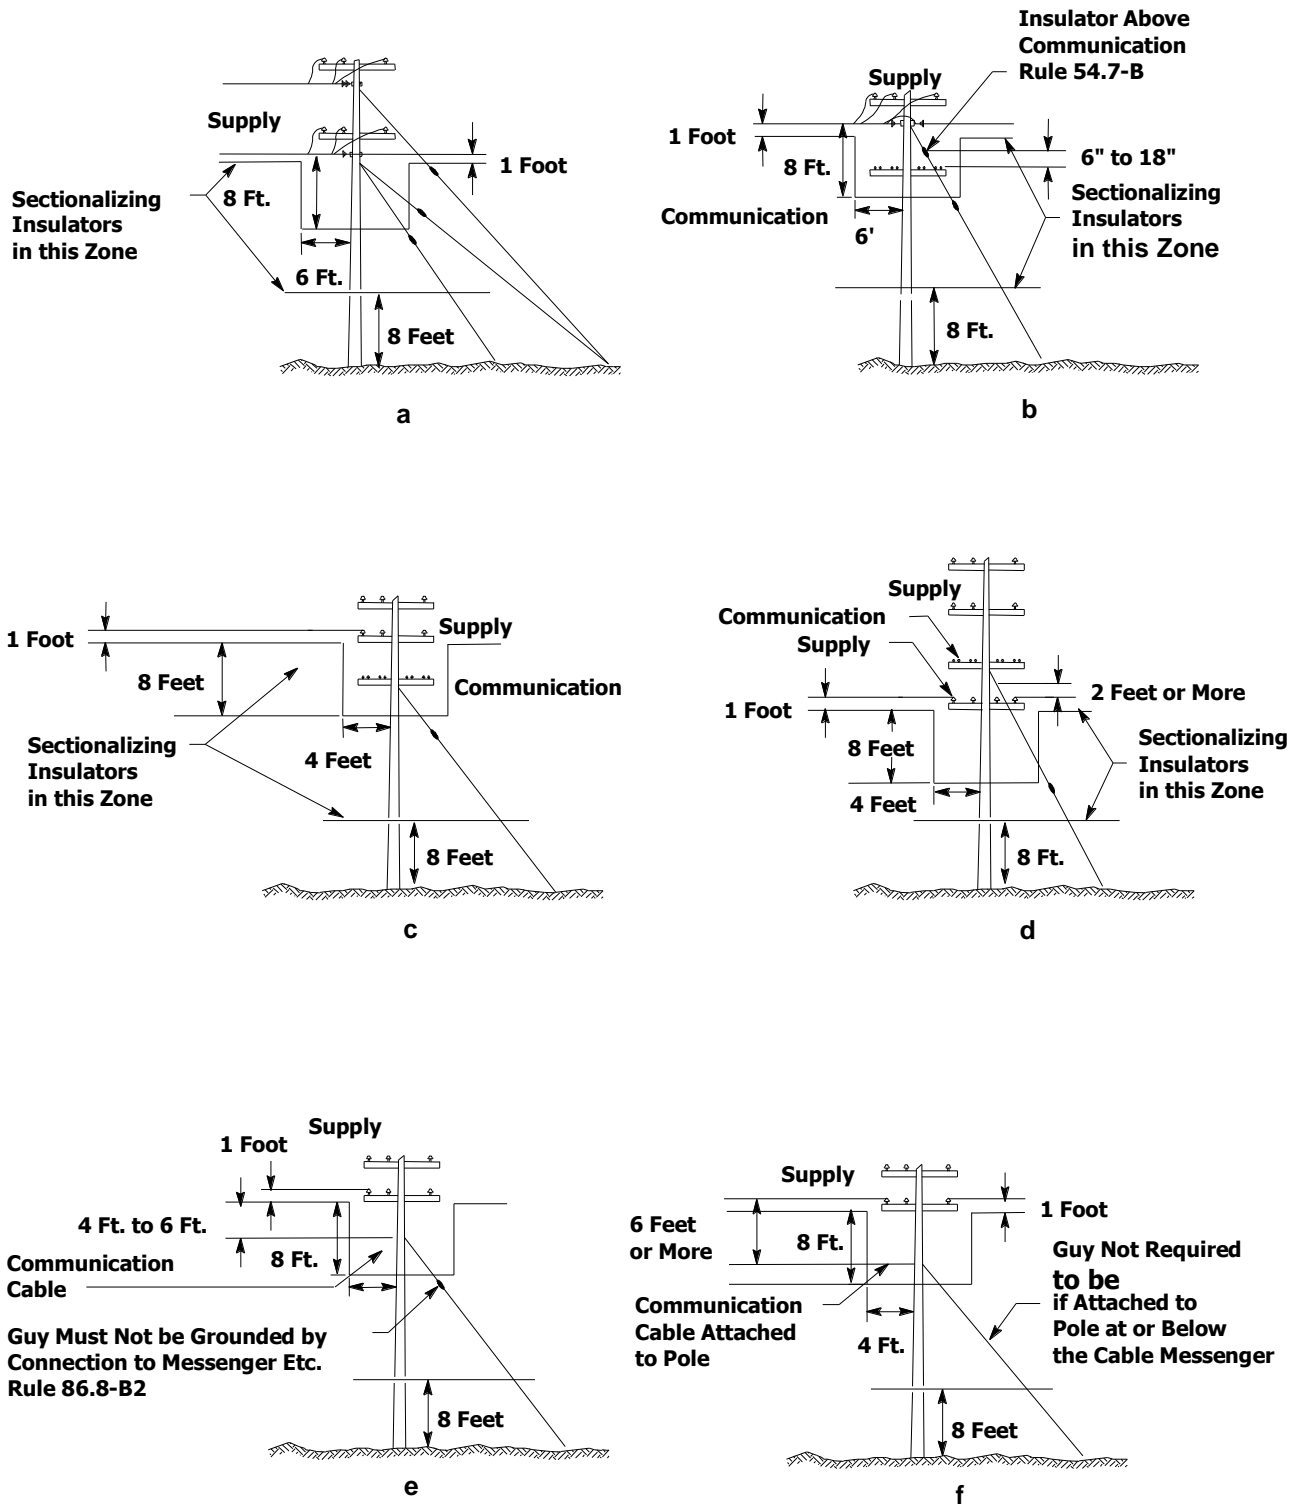 Supply
1 Foot
8 Ft.
Sectionalizing
Insulators
in this Zone
6 Ft.
8 Feet
a
Insulator Above
Communication
Rule 54.7-B
Supply
1 Foot
8 Ft.
6" to 18"
Sectionalizing
Insulators
in this Zone
Communication
6'
8 Ft.
b
1 Foot
Supply
8 Feet
Communication
Sectionalizing
Insulators
in this Zone
4 Feet
8 Feet
c
Supply
Communication
Supply
2 Feet or More
1 Foot
8 Feet
Sectionalizing
Insulators
in this Zone
4 Feet
8 Ft.
d
Supply
1 Foot
4 Ft. to 6 Ft.
8 Ft.
Communication
Cable
Guy Must Not be Grounded by
Connection to Messenger Etc.
Rule 86.8-B2
8 Feet
e
Supply
1 Foot
6 Feet
or More
8 Ft.
Guy Not Required
to be
if Attached to
Pole at or Below
the Cable Messenger
Communication
Cable Attached
to Pole
4 Ft.
8 Feet
f